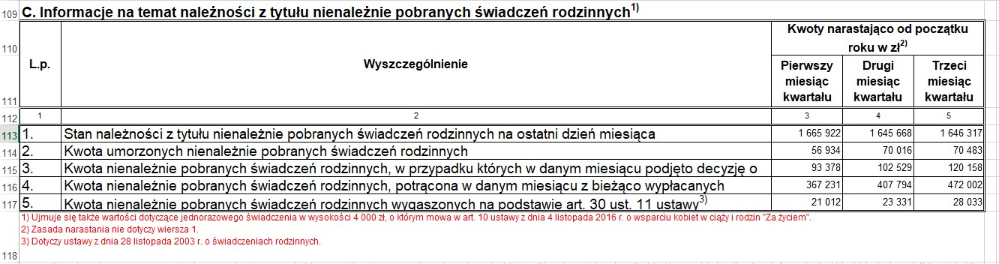 109 C. Informacje na temat należności z tytułu nienależnie pobranych świadczeń rodzinnych1)
110 L.p. Wyszczególnienie Kwoty narastająco od początku roku w zł2)
111 Pierwszy miesiąc kwartału Drugi miesiąc kwartału Trzeci miesiąc kwartału
112 1 2 3 4 5
113 1. Stan należności z tytułu nienależnie pobranych świadczeń rodzinnych na ostatni dzień miesiąca 1 665 922 1 645 668 1 646 317
114 2. Kwota umorzonych nienależnie pobranych świadczeń rodzinnych 56 934 70 016 70 483
115 3. Kwota nienależnie pobranych świadczeń rodzinnych, w przypadku których w danym miesiącu podjęto decyzję o 93 378 102 529 120 158
116 4. Kwota nienależnie pobranych świadczeń rodzinnych, potrącona w danym miesiącu z bieżąco wypłacanych 367 231 407 794 472 002
117 5. Kwota nienależnie pobranych świadczeń rodzinnych wygaszonych na podstawie art. 30 ust. 11 ustawy3) 21 012 23 331 28 033
1) Ujmuje się także wartości dotyczące jednorazowego świadczenia w wysokości 4 000 zł, o którym mowa w art. 10 ustawy z dnia 4 listopada 2016 r. o wsparciu kobiet w ciąży i rodzin "Za życiem".
2) Zasada narastania nie dotyczy wiersza 1.
3) Dotyczy ustawy z dnia 28 listopada 2003 r. o świadczeniach rodzinnych.
118